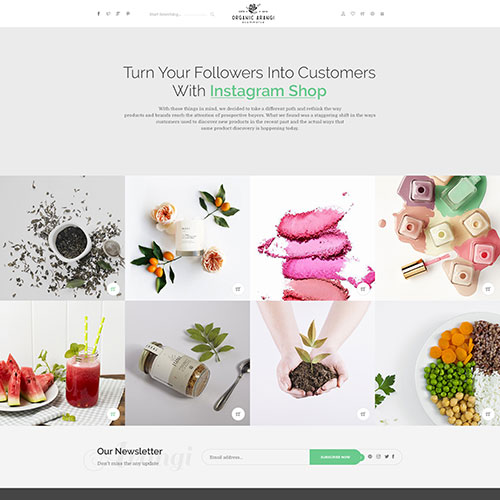 Start searching...
ORGANIC ARANGI
Turn Your Followers Into Customers
With Instagram Shop
With these things in mind, we decided to take a different path and rethink the way
products and brands reach the attention of prospective buyers. What we found was a staggering shift in the ways
customers used to discover new products in the recent past and the actual ways that
same product discovery is happening today.
Arangi
Our Newsletter
Don't miss the any update
Email address...
SUBSCRIBE NOW